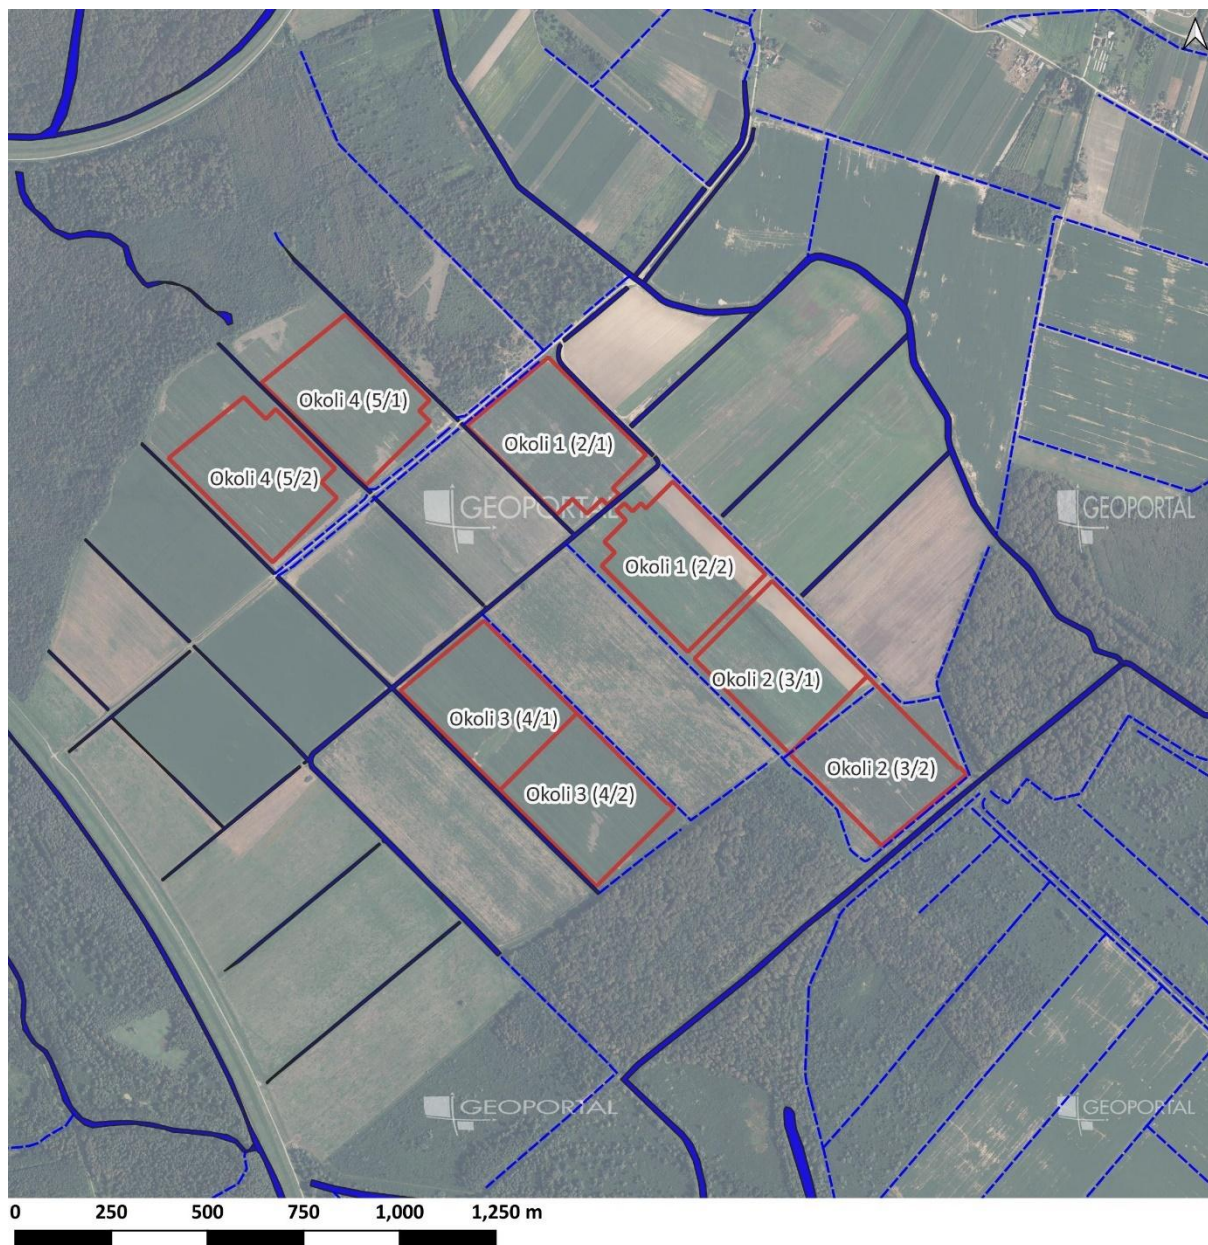 Okoli 4 (5/1)
Okoli 1 (2/1)
Okoli 4 (5/2)
GEOPORTAL
GEOPORTAL
Okoli 1 (2/2)
Okoli 2 (3/1)
Okoli 3 (4/1)
Okoli 2 (3/2)
Okoli 3 (4/2)
GEOPORTAL
GEOPORTAL
0 250 500 750 1,000 1,250 m